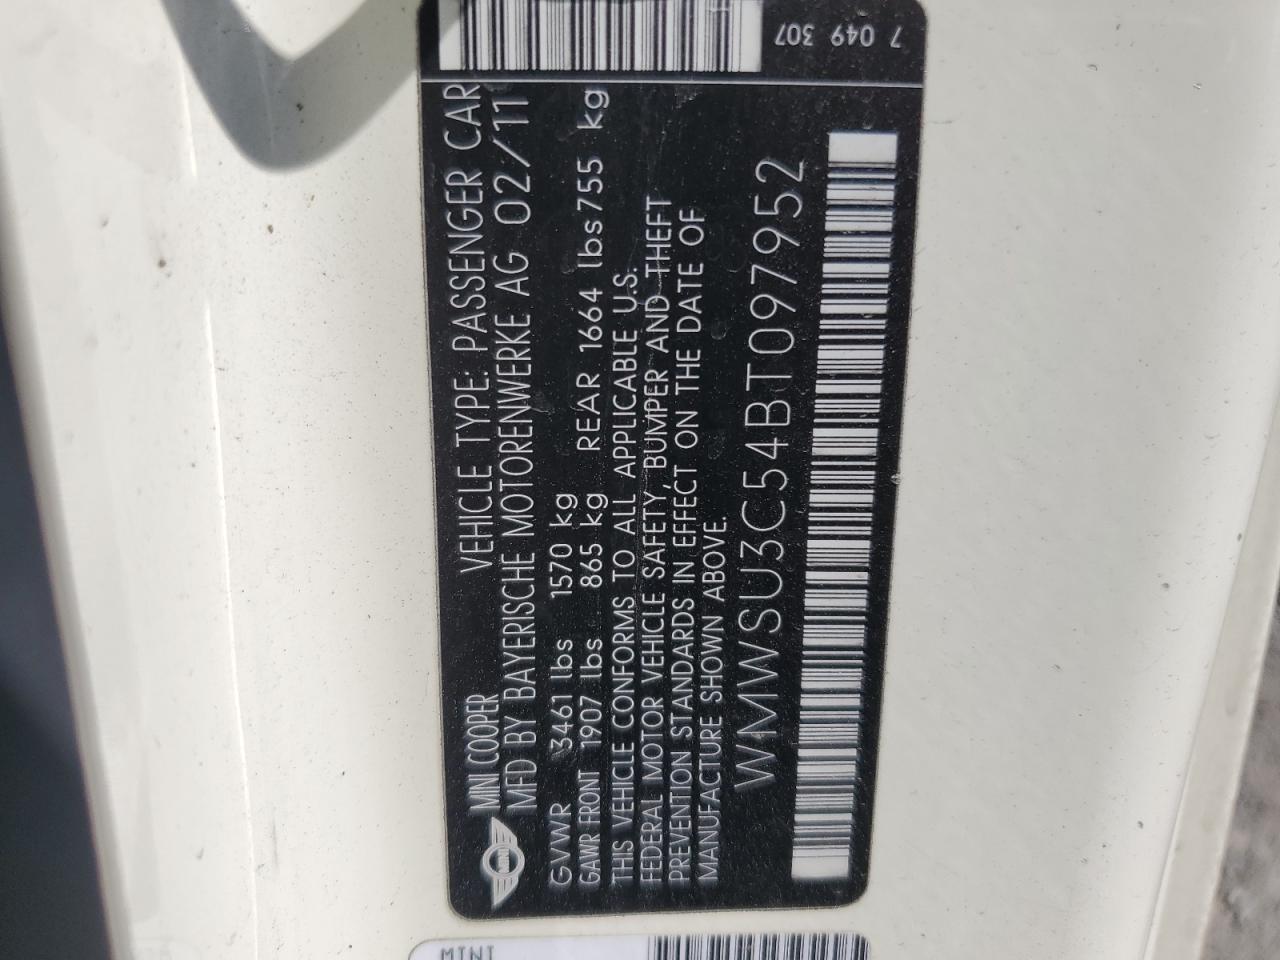 MINI COOPER VEHICLE TYPE: PASSENGER CAR
MFD BY BAYERISCHE MOTORENWERKE AG 02/11
GVWR 3461 lbs 1570 kg
GAWR FRONT 1907 lbs 865 kg REAR 1664 lbs 755 kg
THIS VEHICLE CONFORMS TO ALL APPLICABLE U.S.
FEDERAL MOTOR VEHICLE SAFETY, BUMPER AND THEFT
PREVENTION STANDARDS IN EFFECT ON THE DATE OF
MANUFACTURE SHOWN ABOVE.
WMWSU3C54BT097952
7 049 307
MINI